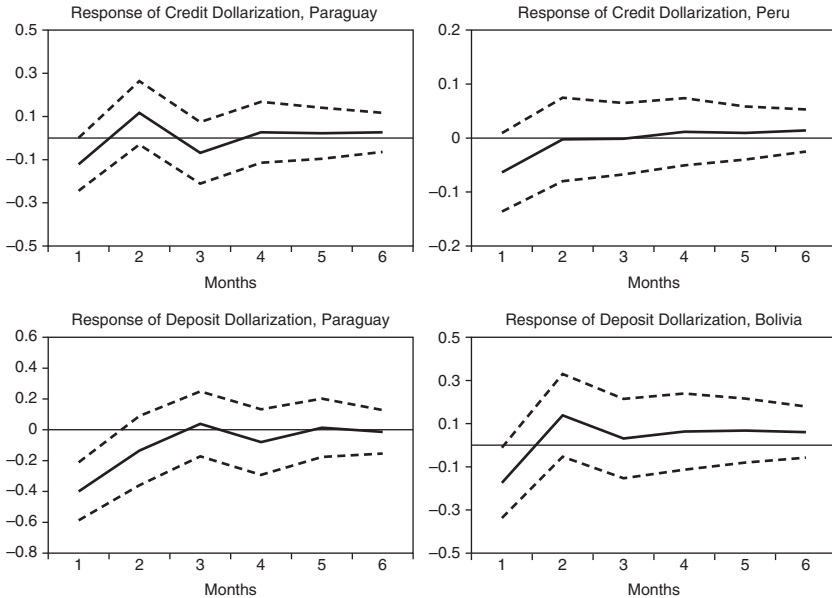 Response of Credit Dollarization, Paraguay
0.5
0.3
0.1
–0.1
–0.3
–0.5
1 2 3 4 5 6
Months
Response of Credit Dollarization, Peru
0.2
0.1
0
–0.1
–0.2
1 2 3 4 5 6
Months
Response of Deposit Dollarization, Paraguay
0.6
0.4
0.2
0
–0.2
–0.4
–0.6
–0.8
1 2 3 4 5 6
Months
Response of Deposit Dollarization, Bolivia
0.5
0.3
0.1
–0.1
–0.3
–0.5
1 2 3 4 5 6
Months